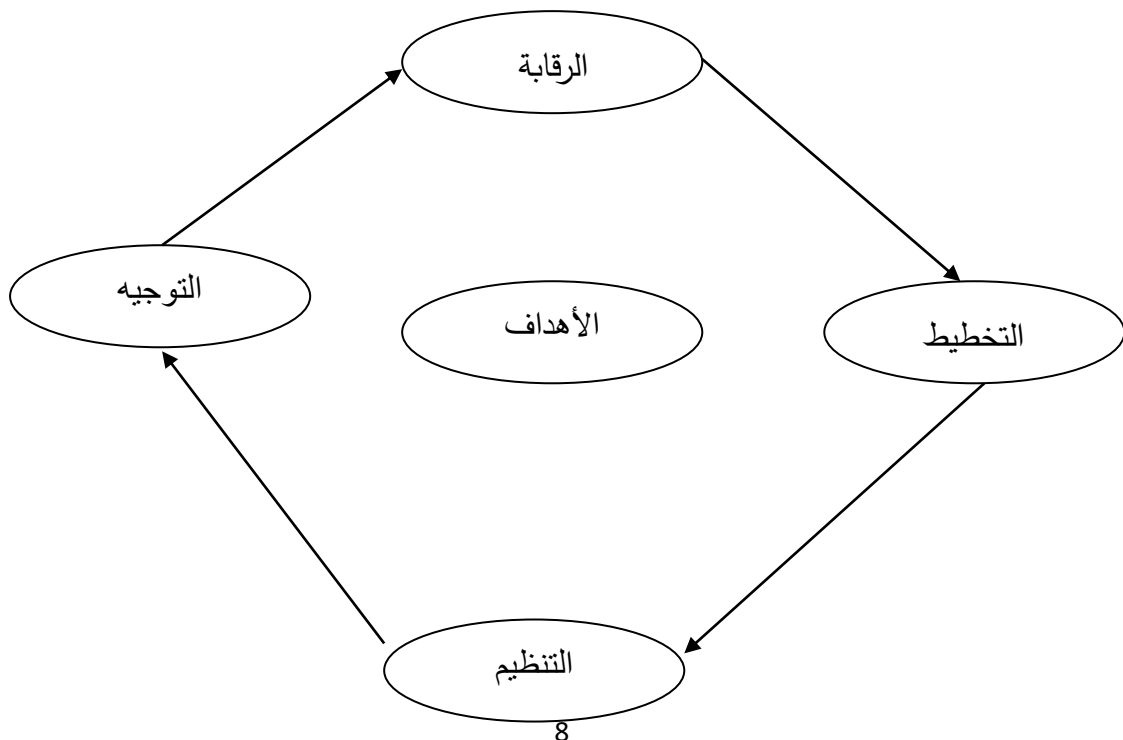 الرقابة
التوجيه
الأهداف
التخطيط
التنظيم
8